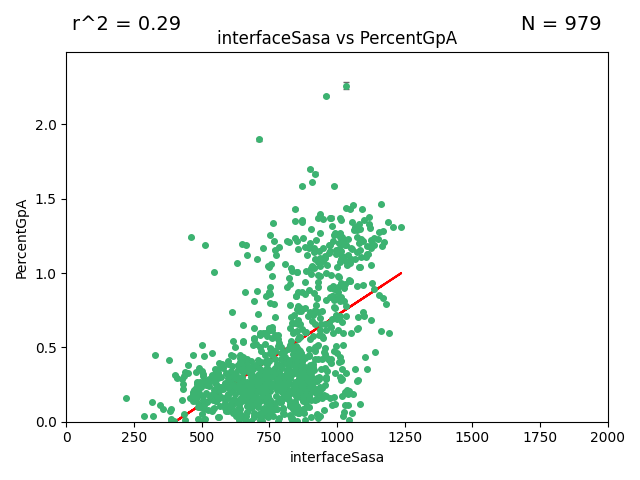 r^2 = 0.29
N = 979
interfaceSasa vs PercentGpA
PercentGpA
2.0
1.5
1.0
0.5
0.0
0 250 500 750 1000 1250 1500 1750 2000
interfaceSasa